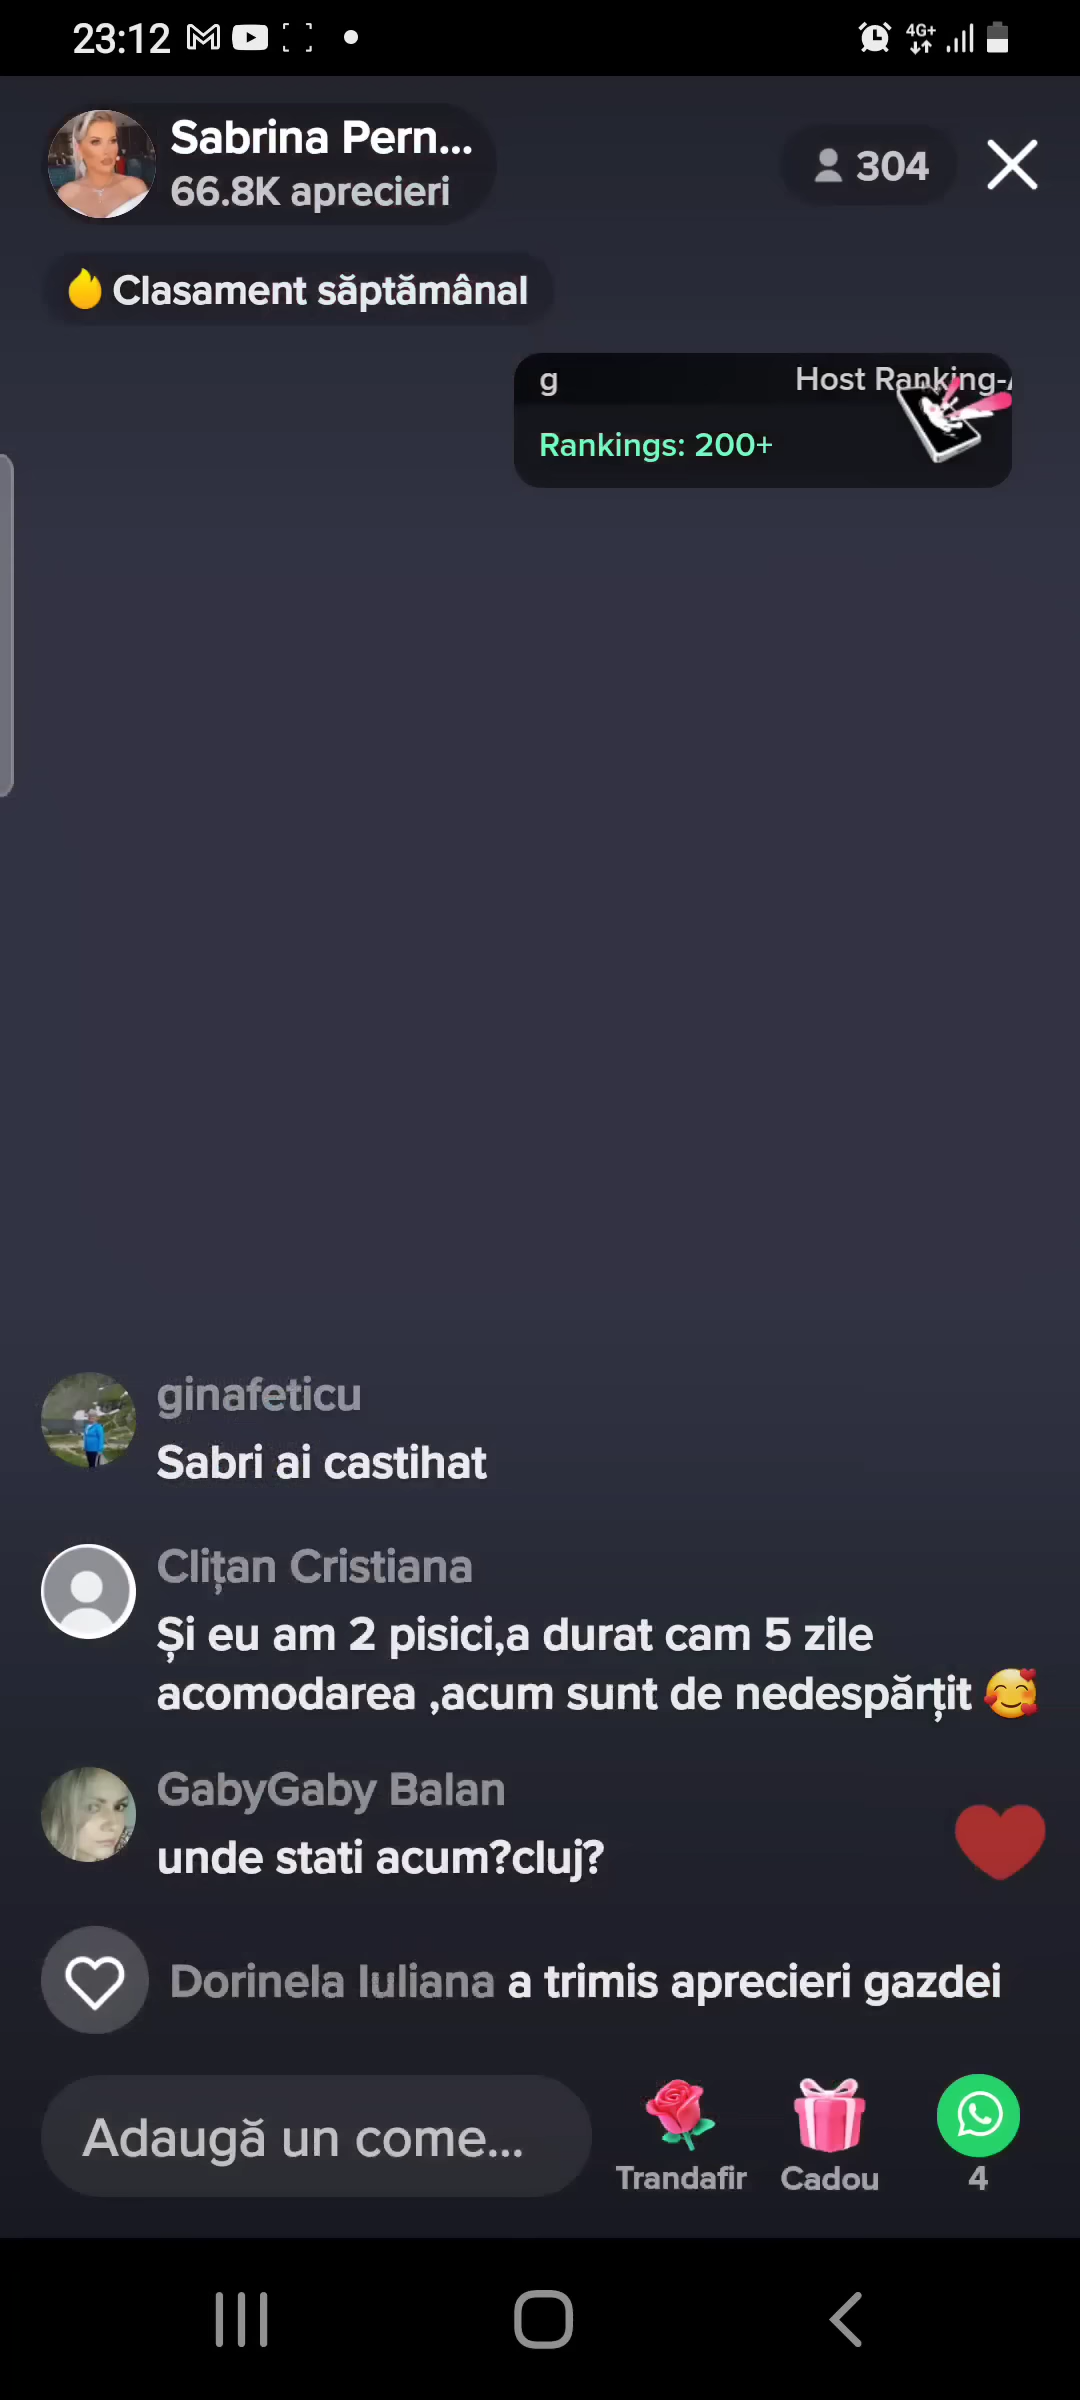 23:12
4G+
Sabrina Pern...
66.8K aprecieri
304
Clasament săptămânal
g Host Ranking-
Rankings: 200+
ginafeticu
Sabri ai castihat
Clițan Cristiana
Și eu am 2 pisici,a durat cam 5 zile
acomodarea ,acum sunt de nedespărțit 🥰
GabyGaby Balan
unde stati acum?cluj?
Dorinela Iuliana a trimis aprecieri gazdei
Adaugă un come...
Trandafir
Cadou
4